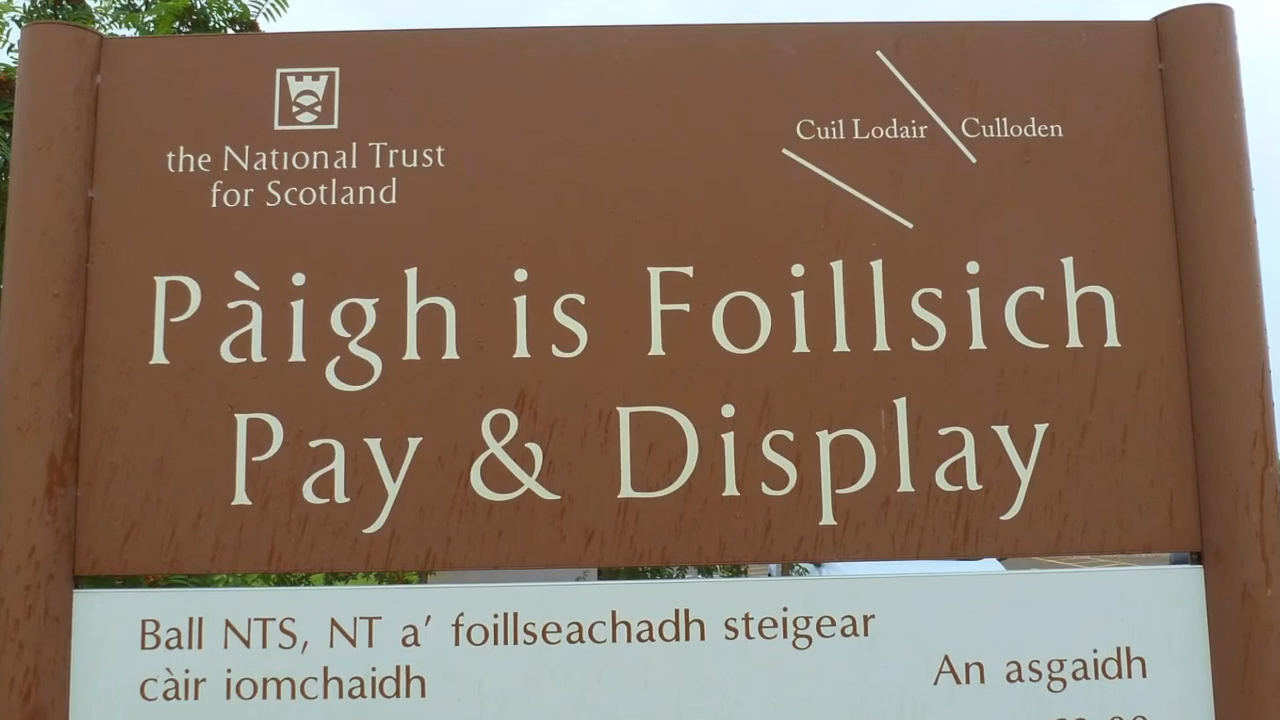 the National Trust
for Scotland
Cuil Lodair Culloden
Pàigh is Foillsich
Pay & Display
Ball NTS, NT a' foillseachadh steigear
càir iomchaidh
An asgaidh